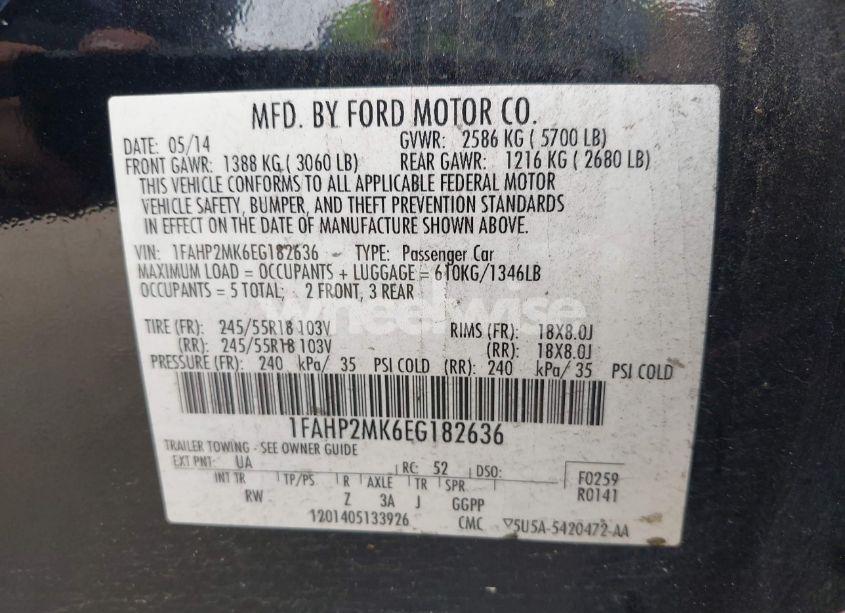 MFD. BY FORD MOTOR CO.
DATE: 05/14 GVWR: 2586 KG ( 5700 LB)
FRONT GAWR: 1388 KG ( 3060 LB) REAR GAWR: 1216 KG ( 2680 LB)
THIS VEHICLE CONFORMS TO ALL APPLICABLE FEDERAL MOTOR
VEHICLE SAFETY, BUMPER, AND THEFT PREVENTION STANDARDS
IN EFFECT ON THE DATE OF MANUFACTURE SHOWN ABOVE.
VIN: 1FAHP2MK6EG182636 TYPE: Passenger Car
MAXIMUM LOAD = OCCUPANTS + LUGGAGE = 610KG/1346LB
OCCUPANTS = 5 TOTAL; 2 FRONT, 3 REAR
wheelwise
TIRE (FR): 245/55R18 103V RIMS (FR): 18X8.0J
(RR): 245/55R18 103V (RR): 18X8.0J
PRESSURE (FR): 240 kPa/ 35 PSI COLD (RR): 240 kPa/ 35 PSI COLD
1FAHP2MK6EG182636
TRAILER TOWING - SEE OWNER GUIDE
EXT PNT: UA RC: 52 DSO: F0259
INT TR TP/PS R AXLE TR SPR R0141
RW Z 3A J GGPP
1201405133926 CMC 5U5A-5420472-AA